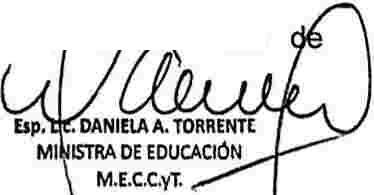 de
Esp. Lic. DANIELA A. TORRENTE
MINISTRA DE EDUCACIÓN
M.E.C.C.yT.